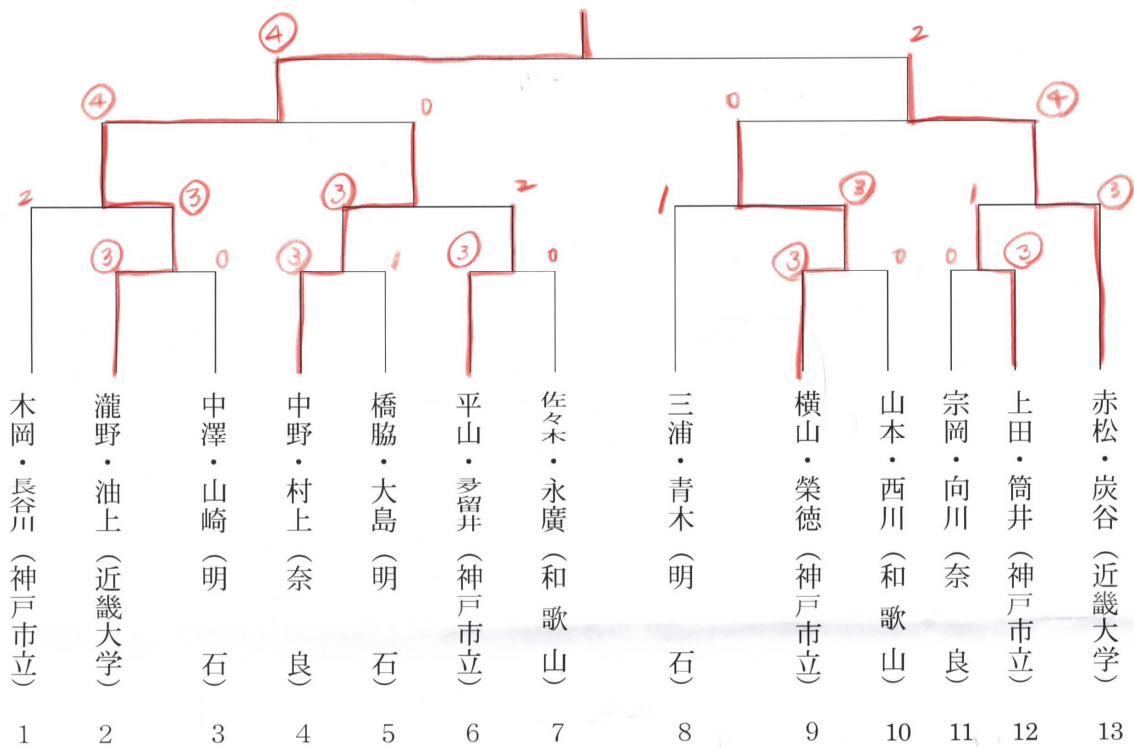 ④ 2
④ 0 0 ④
2 ③ ③ 2 1 ③ 1 ③
③ 0 ③ 1 ③ 0 ③ 0 0 ③
木岡・長谷川（神戸市立） 1
瀧野・油上（近畿大学） 2
中澤・山崎（明石） 3
中野・村上（奈良） 4
橋脇・大島（明石） 5
平山・多留井（神戸市立） 6
佐々木・永廣（和歌山） 7
三浦・青木（明石） 8
横山・榮徳（神戸市立） 9
山本・西川（和歌山） 10
宗岡・向川（奈良） 11
上田・筒井（神戸市立） 12
赤松・炭谷（近畿大学） 13